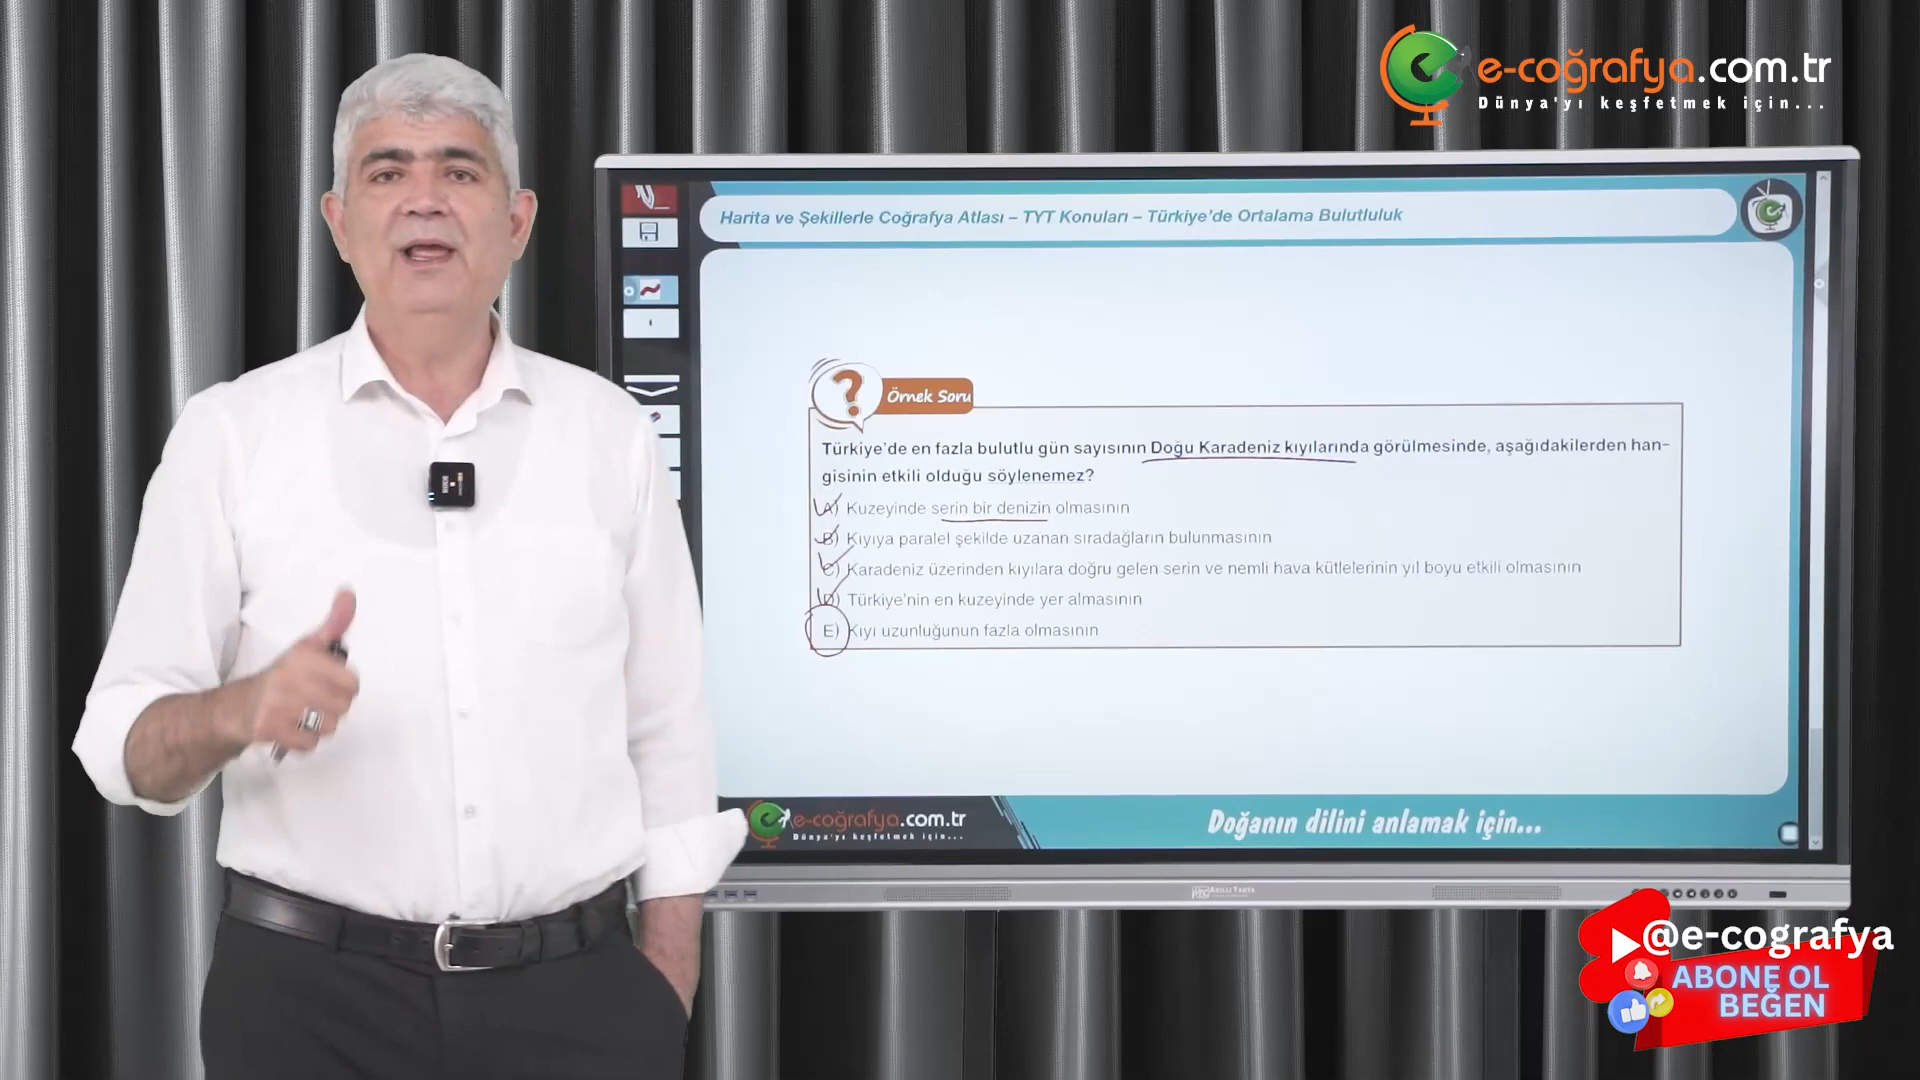 e-coğrafya.com.tr
Dünya'yı keşfetmek için...
Harita ve Şekillerle Coğrafya Atlası – TYT Konuları – Türkiye'de Ortalama Bulutluluk
Örnek Soru
Türkiye'de en fazla bulutlu gün sayısının Doğu Karadeniz kıyılarında görülmesinde, aşağıdakilerden han-
gisinin etkili olduğu söylenemez?
A) Kuzeyinde serin bir denizin olmasının
B) Kıyıya paralel şekilde uzanan sıradağların bulunmasının
C) Karadeniz üzerinden kıyılara doğru gelen serin ve nemli hava kütlelerinin yıl boyu etkili olmasının
D) Türkiye'nin en kuzeyinde yer almasının
E) Kıyı uzunluğunun fazla olmasının
e-coğrafya.com.tr
Dünya'yı keşfetmek için...
Doğanın dilini anlamak için...
AKILLI TAHTA
@e-cografya
ABONE OL
BEĞEN